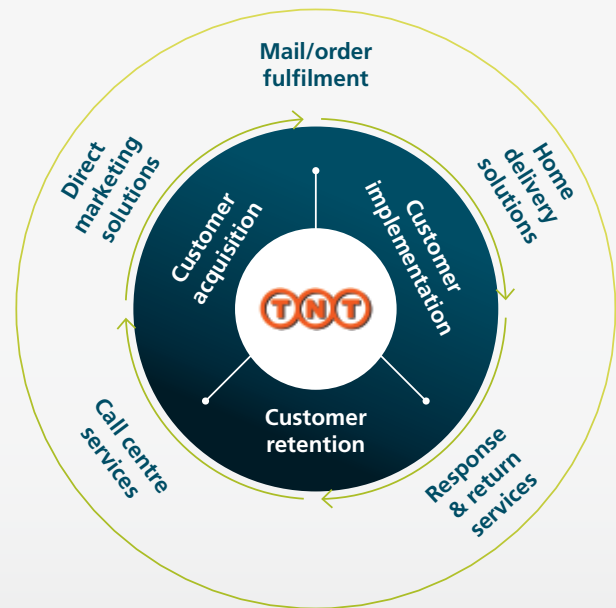 Mail/order
fulfilment
Home
delivery
solutions
Response
& return
services
Call centre
services
Direct
marketing
solutions
Customer
acquisition
Customer
implementation
Customer
retention
TNT